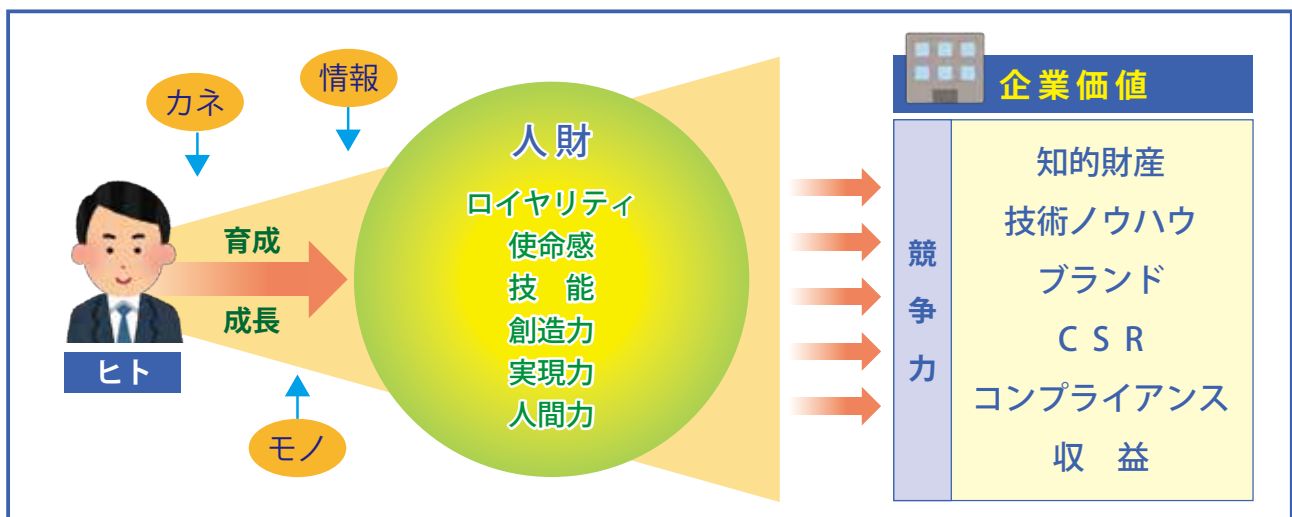 カネ
情報
育成
成長
ヒト
モノ
人財
ロイヤリティ
使命感
技　能
創造力
実現力
人間力
企業価値
競争力
知的財産
技術ノウハウ
ブランド
C S R
コンプライアンス
収　益